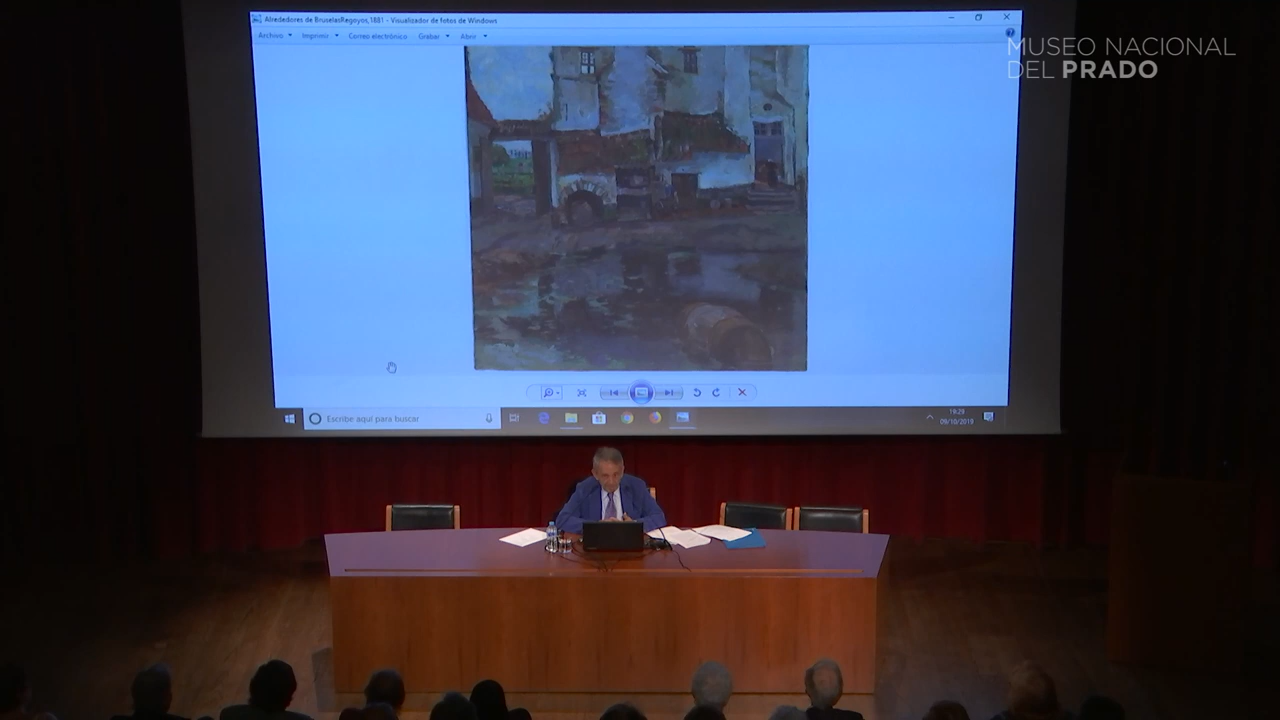 Alrededores de BruselasRegoyos,1881 - Visualizador de fotos de Windows
Archivo Imprimir Correo electrónico Grabar Abrir
MUSEO NACIONAL
DEL PRADO
Escribe aquí para buscar
19:29
09/10/2019